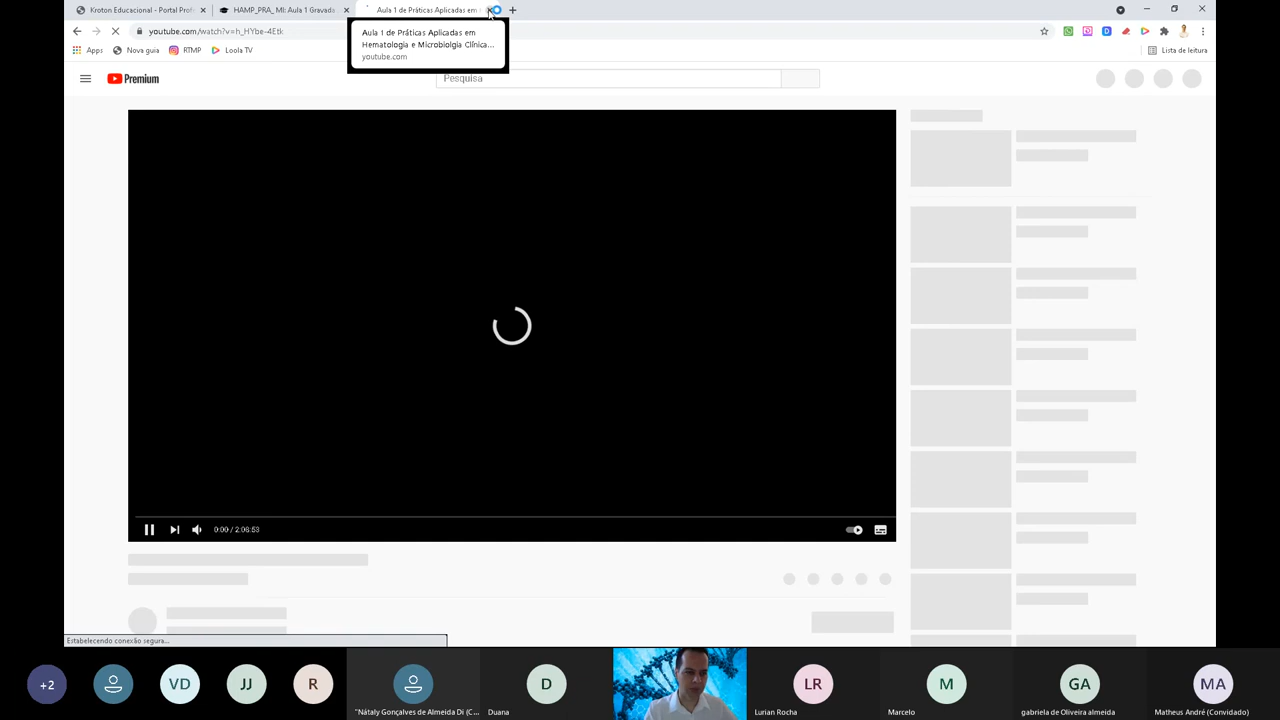 Kroton Educacional - Portal Prof
HAMP_PRA_ MI: Aula 1 Gravada
Aula 1 de Práticas Aplicadas em
youtube.com/watch?v=h_HYbe-4Etk
Aula 1 de Práticas Aplicadas em
Hematologia e Microbiolgia Clínica...
youtube.com
Apps
Nova guia
RTMP
Loola TV
Lista de leitura
Premium
Pesquisa
0:00 / 2:06:53
Estabelecendo conexão segura...
+2
VD
JJ
R
"Nátaly Gonçalves de Almeida Di (C...
D
Duana
LR
Lurian Rocha
M
Marcelo
GA
gabriela de Oliveira almeida
MA
Matheus André (Convidado)